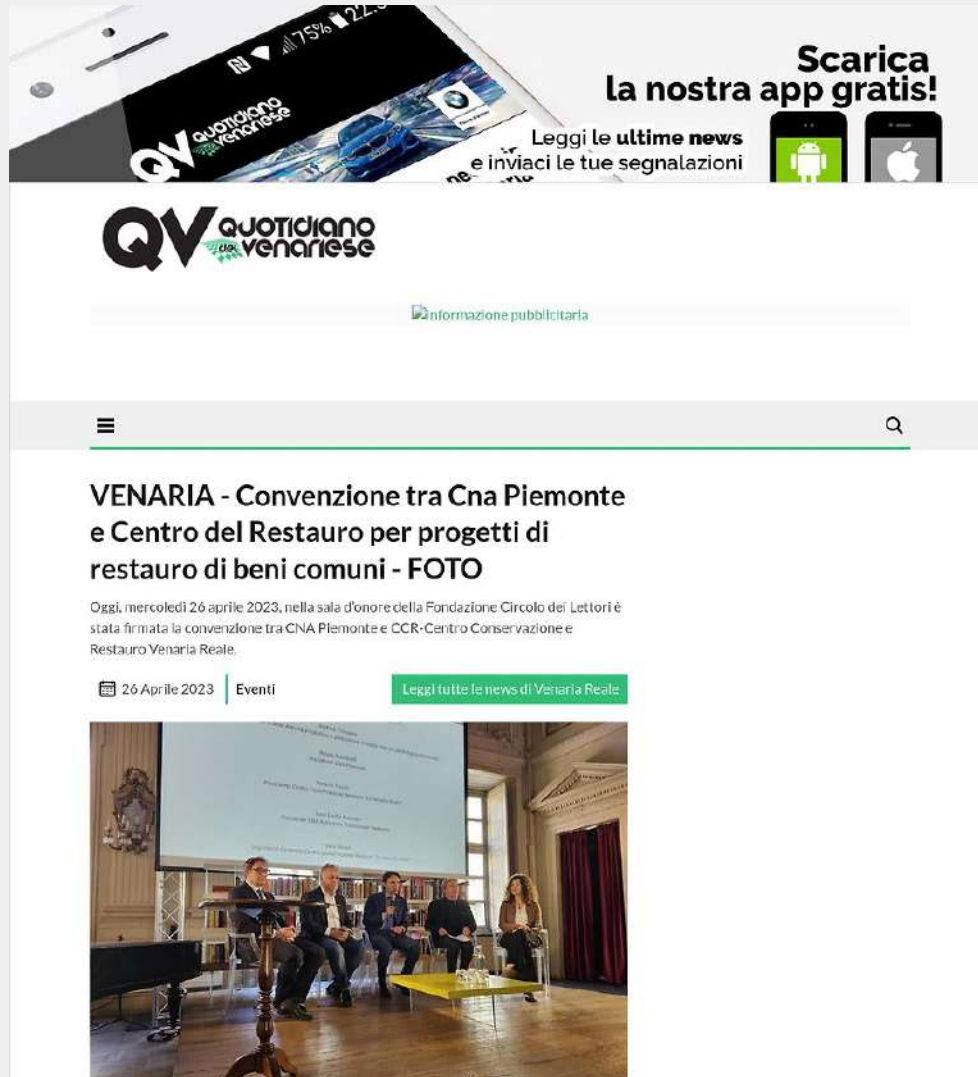 75% 22:5
QV QUOTIDIANO
venariese
Scarica
la nostra app gratis!
Leggi le ultime news
e inviaci le tue segnalazioni
QV QUOTIDIANO
del venariese
informazione pubblicitaria
VENARIA - Convenzione tra Cna Piemonte
e Centro del Restauro per progetti di
restauro di beni comuni - FOTO
Oggi, mercoledì 26 aprile 2023, nella sala d'onore della Fondazione Circolo dei Lettori è
stata firmata la convenzione tra CNA Piemonte e CCR-Centro Conservazione e
Restauro Venaria Reale.
26 Aprile 2023 Eventi Leggi tutte le news di Venaria Reale